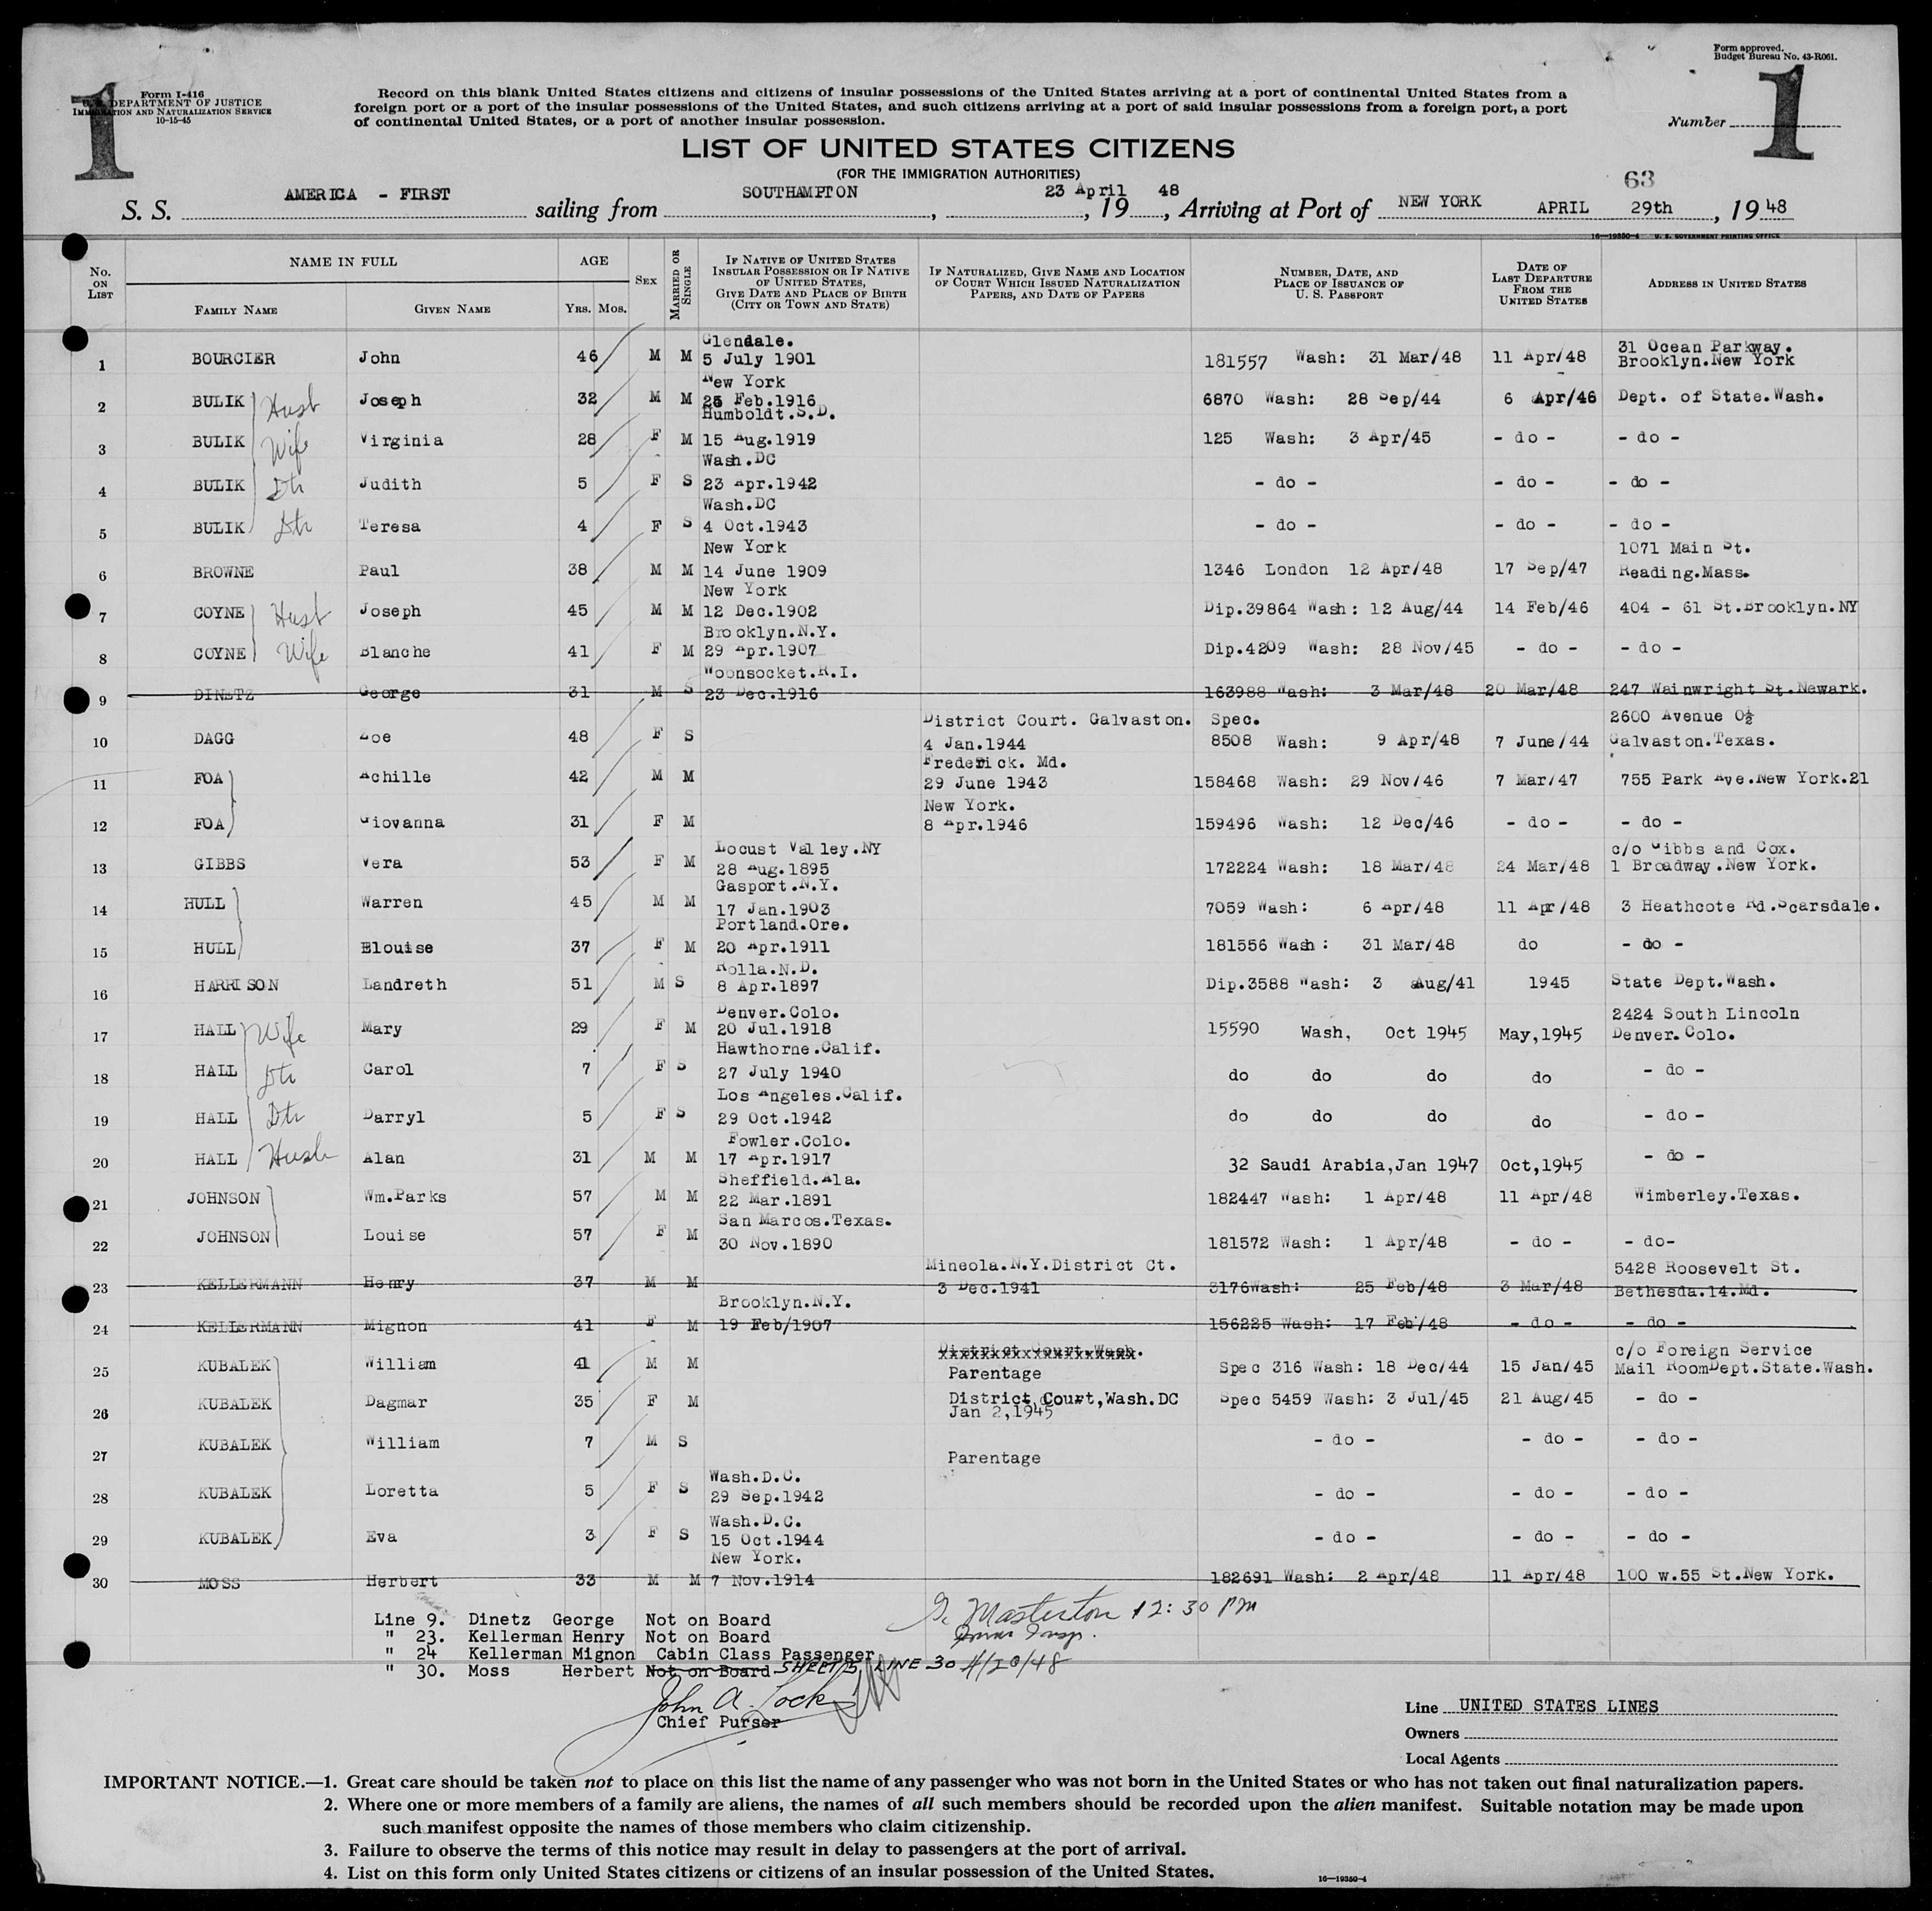 Form approved.
Budget Bureau No. 43-R061.
1
1
Form I-416
U. S. DEPARTMENT OF JUSTICE
IMMIGRATION AND NATURALIZATION SERVICE
10-15-45
Record on this blank United States citizens and citizens of insular possessions of the United States arriving at a port of continental United States from a
foreign port or a port of the insular possessions of the United States, and such citizens arriving at a port of said insular possessions from a foreign port, a port
of continental United States, or a port of another insular possession.
Number
LIST OF UNITED STATES CITIZENS
(FOR THE IMMIGRATION AUTHORITIES)
63
S. S. AMERICA - FIRST sailing from SOUTHAMPTON, 23 April, 19 48, Arriving at Port of NEW YORK APRIL 29th, 19 48
16—19350-4 U. S. GOVERNMENT PRINTING OFFICE
No. ON LIST
NAME IN FULL
FAMILY NAME
GIVEN NAME
AGE
YRS. MOS.
SEX
MARRIED OR SINGLE
IF NATIVE OF UNITED STATES INSULAR POSSESSION OR IF NATIVE OF UNITED STATES, GIVE DATE AND PLACE OF BIRTH (CITY OR TOWN AND STATE)
IF NATURALIZED, GIVE NAME AND LOCATION OF COURT WHICH ISSUED NATURALIZATION PAPERS, AND DATE OF PAPERS
NUMBER, DATE, AND PLACE OF ISSUANCE OF U. S. PASSPORT
DATE OF LAST DEPARTURE FROM THE UNITED STATES
ADDRESS IN UNITED STATES
Glendale. 31 Ocean Parkway.
1 BOURCIER John 46 M M 5 July 1901 181557 Wash: 31 Mar/48 11 Apr/48 Brooklyn.New York
New York
2 BULIK Husb Joseph 32 M M Feb.1916 6870 Wash: 28 Sep/44 6 Apr/46 Dept. of State.Wash.
Humboldt.S.D.
3 BULIK Wife Virginia 28 F M 15 Aug.1919 125 Wash: 3 Apr/45 - do - - do -
Wash.DC
4 BULIK Dtr Judith 5 F S 23 Apr.1942 - do - - do - - do -
Wash.DC
5 BULIK Dtr Teresa 4 F S 4 Oct.1943 - do - - do - - do -
New York 1071 Main St.
6 BROWNE Paul 38 M M 14 June 1909 1346 London 12 Apr/48 17 Sep/47 Reading.Mass.
New York
7 COYNE Husb Joseph 45 M M 12 Dec.1902 Dip.39864 Wash: 12 Aug/44 14 Feb/46 404 - 61 St.Brooklyn.NY
Brooklyn.N.Y.
8 COYNE Wife Blanche 41 F M 29 Apr.1907 Dip.4209 Wash: 28 Nov/45 - do - - do -
Woonsocket.R.I.
9 DINETZ George 31 M S 23 Dec.1916 163988 Wash: 3 Mar/48 20 Mar/48 247 Wainwright St.Newark.
District Court. Galvaston. Spec. 2600 Avenue O½
10 DAGG Zoe 48 F S 4 Jan.1944 8508 Wash: 9 Apr/48 7 June/44 Galvaston.Texas.
Frederick. Md.
11 FOA Achille 42 M M 29 June 1943 158468 Wash: 29 Nov/46 7 Mar/47 755 Park Ave.New York.21
New York.
12 FOA Giovanna 31 F M 8 Apr.1946 159496 Wash: 12 Dec/46 - do - - do -
Locust Valley.NY c/o Gibbs and Cox.
13 GIBBS Vera 53 F M 28 Aug.1895 172224 Wash: 18 Mar/48 24 Mar/48 1 Broadway.New York.
Gasport.N.Y.
14 HULL Warren 45 M M 17 Jan.1903 7059 Wash: 6 Apr/48 11 Apr/48 3 Heathcote Rd.Scarsdale.
Portland.Ore.
15 HULL Elouise 37 F M 20 Apr.1911 181556 Wash: 31 Mar/48 do - do -
Rolla.N.D.
16 HARRISON Landreth 51 M S 8 Apr.1897 Dip.3588 Wash: 3 Aug/41 1945 State Dept.Wash.
Denver.Colo. 2424 South Lincoln
17 HALL Wife Mary 29 F M 20 Jul.1918 15590 Wash, Oct 1945 May,1945 Denver.Colo.
Hawthorne.Calif.
18 HALL Dtr Carol 7 F S 27 July 1940 do do do do - do -
Los Angeles.Calif.
19 HALL Dtr Darryl 5 F S 29 Oct.1942 do do do do - do -
Fowler.Colo.
20 HALL Husb Alan 31 M M 17 Apr.1917 32 Saudi Arabia,Jan 1947 Oct,1945 - do -
Sheffield.Ala.
21 JOHNSON Wm.Parks 57 M M 22 Mar.1891 182447 Wash: 1 Apr/48 11 Apr/48 Wimberley.Texas.
San Marcos.Texas.
22 JOHNSON Louise 57 F M 30 Nov.1890 181572 Wash: 1 Apr/48 - do - - do-
Mineola.N.Y.District Ct. 5428 Roosevelt St.
23 KELLERMANN Henry 37 M M 3 Dec.1941 3176Wash: 25 Feb/48 3 Mar/48 Bethesda.14.Md.
Brooklyn.N.Y.
24 KELLERMANN Mignon 41 F M 19 Feb/1907 156225 Wash: 17 Feb/48 - do - - do -
District Court.Wash. c/o Foreign Service
25 KUBALEK William 41 M M Parentage Spec 316 Wash: 18 Dec/44 15 Jan/45 Mail RoomDept.State.Wash.
26 KUBALEK Dagmar 35 F M District Court,Wash.DC Spec 5459 Wash: 3 Jul/45 21 Aug/45 - do -
Jan 2,1945
27 KUBALEK William 7 M S Parentage - do - - do - - do -
Wash.D.C.
28 KUBALEK Loretta 5 F S 29 Sep.1942 - do - - do - - do -
Wash.D.C.
29 KUBALEK Eva 3 F S 15 Oct.1944 - do - - do - - do -
New York.
30 MOSS Herbert 33 M M 7 Nov.1914 182691 Wash: 2 Apr/48 11 Apr/48 100 w.55 St.New York.
Line 9. Dinetz George Not on Board
" 23. Kellerman Henry Not on Board
" 24 Kellerman Mignon Cabin Class Passenger
" 30. Moss Herbert Not on Board SHEET 5, LINE 30
Masterton 12:30 PM
John A. Lock
Chief Purser
Line UNITED STATES LINES
Owners
Local Agents
IMPORTANT NOTICE.—1. Great care should be taken not to place on this list the name of any passenger who was not born in the United States or who has not taken out final naturalization papers.
2. Where one or more members of a family are aliens, the names of all such members should be recorded upon the alien manifest. Suitable notation may be made upon
such manifest opposite the names of those members who claim citizenship.
3. Failure to observe the terms of this notice may result in delay to passengers at the port of arrival.
4. List on this form only United States citizens or citizens of an insular possession of the United States.
16—19350-4